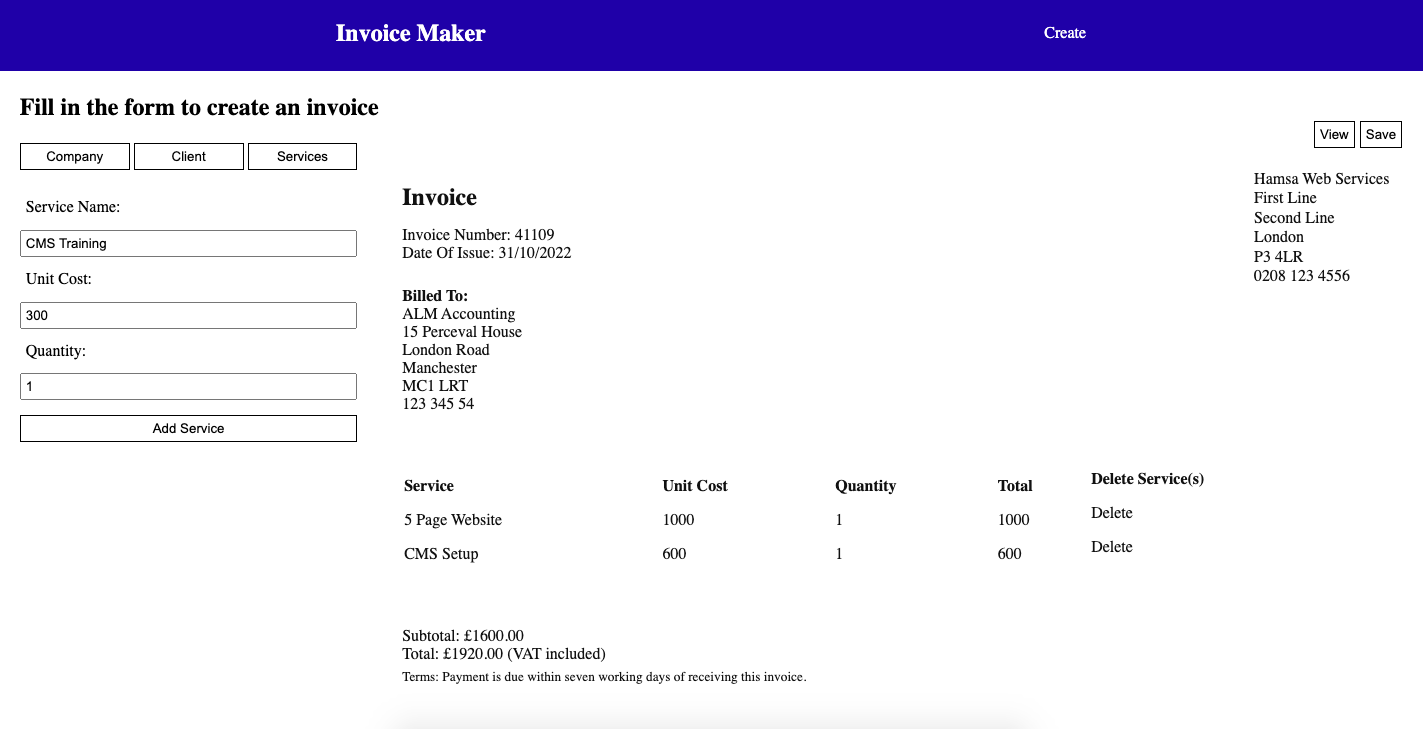 Invoice Maker
Create
Fill in the form to create an invoice
View Save
Company Client Services
Service Name:
CMS Training
Unit Cost:
300
Quantity:
1
Add Service
Invoice
Invoice Number: 41109
Date Of Issue: 31/10/2022
Billed To:
ALM Accounting
15 Perceval House
London Road
Manchester
MC1 LRT
123 345 54
Hamsa Web Services
First Line
Second Line
London
P3 4LR
0208 123 4556
Service Unit Cost Quantity Total Delete Service(s)
5 Page Website 1000 1 1000 Delete
CMS Setup 600 1 600 Delete
Subtotal: £1600.00
Total: £1920.00 (VAT included)
Terms: Payment is due within seven working days of receiving this invoice.